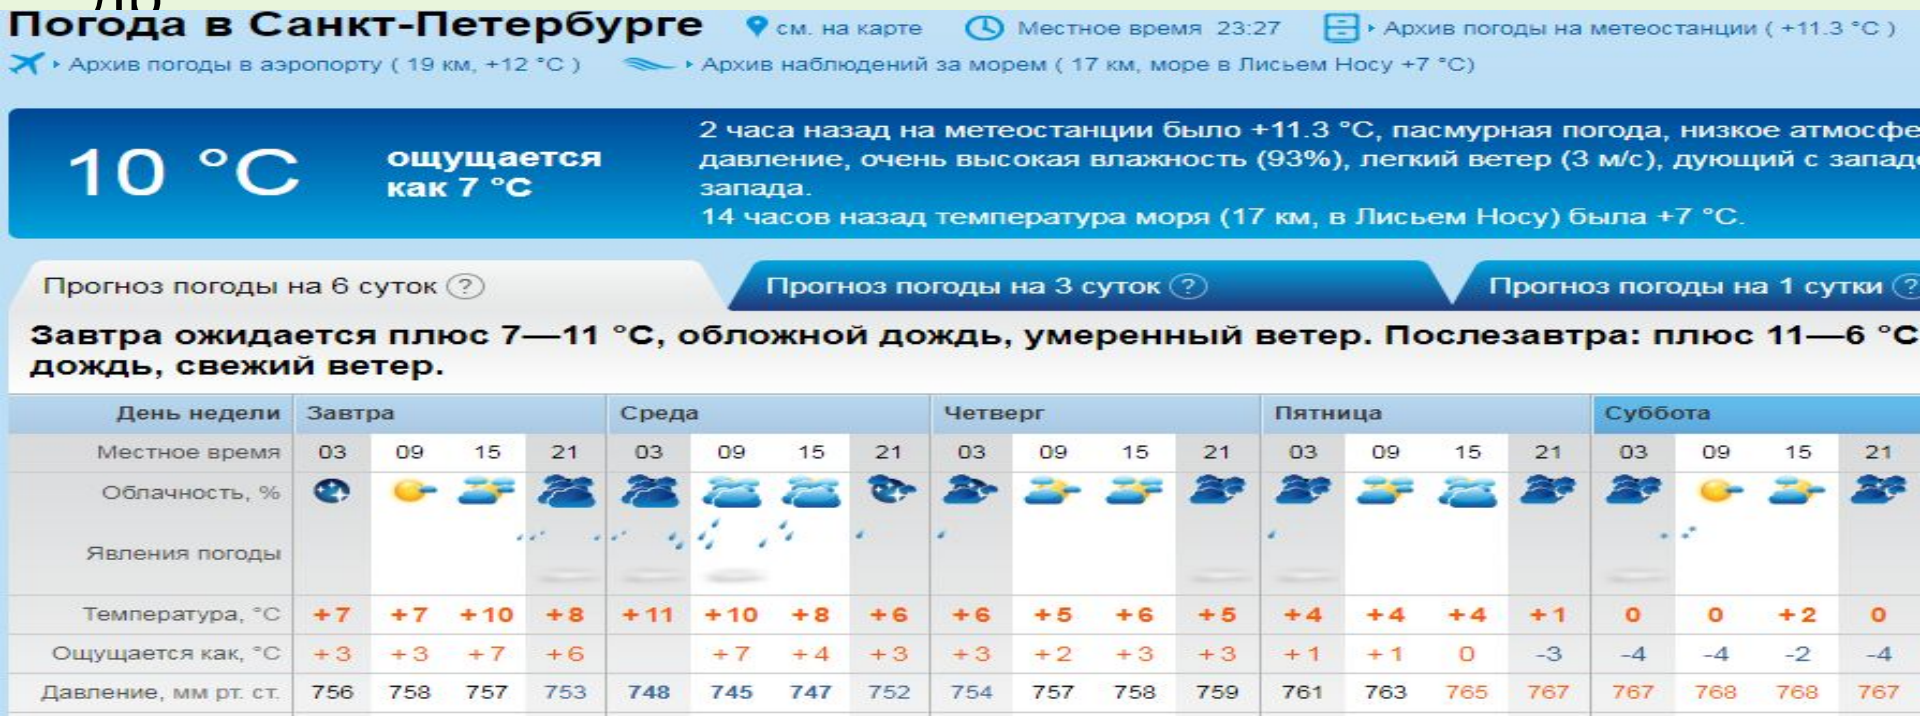 до
Погода в Санкт-Петербурге см. на карте Местное время 23:27 Архив погоды на метеостанции ( +11.3 °C )
Архив погоды в аэропорту ( 19 км, +12 °C ) Архив наблюдений за морем ( 17 км, море в Лисьем Носу +7 °C)
10 °C
ощущается
как 7 °C
2 часа назад на метеостанции было +11.3 °C, пасмурная погода, низкое атмосфе
давление, очень высокая влажность (93%), легкий ветер (3 м/с), дующий с запад
запада.
14 часов назад температура моря (17 км, в Лисьем Носу) была +7 °C.
Прогноз погоды на 6 суток ? Прогноз погоды на 3 суток ? Прогноз погоды на 1 сутки ?
Завтра ожидается плюс 7—11 °C, обложной дождь, умеренный ветер. Послезавтра: плюс 11—6 °C
дождь, свежий ветер.
День недели Завтра Среда Четверг Пятница Суббота
Местное время 03 09 15 21 03 09 15 21 03 09 15 21 03 09 15 21 03 09 15 21
Облачность, %
Явления погоды
Температура, °C +7 +7 +10 +8 +11 +10 +8 +6 +6 +5 +6 +5 +4 +4 +4 +1 0 0 +2 0
Ощущается как, °C +3 +3 +7 +6 +7 +4 +3 +3 +2 +3 +3 +1 +1 0 -3 -4 -4 -2 -4
Давление, мм рт. ст. 756 758 757 753 748 745 747 752 754 757 758 759 761 763 765 767 767 768 768 767